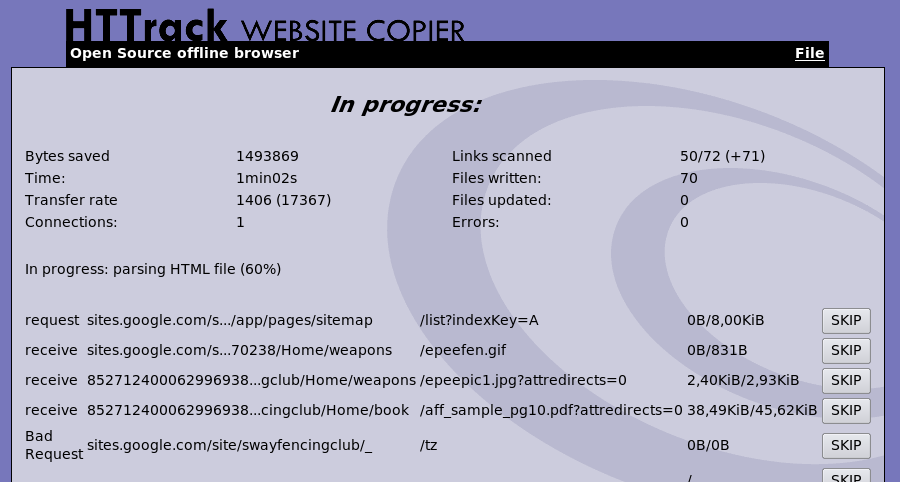 HTTrack WEBSITE COPIER
Open Source offline browser File
In progress:
Bytes saved 1493869 Links scanned 50/72 (+71)
Time: 1min02s Files written: 70
Transfer rate 1406 (17367) Files updated: 0
Connections: 1 Errors: 0
In progress: parsing HTML file (60%)
request sites.google.com/s.../app/pages/sitemap /list?indexKey=A 0B/8,00KiB SKIP
receive sites.google.com/s...70238/Home/weapons /epeefen.gif 0B/831B SKIP
receive 852712400062996938...gclub/Home/weapons /epeepic1.jpg?attredirects=0 2,40KiB/2,93KiB SKIP
receive 852712400062996938...cingclub/Home/book /aff_sample_pg10.pdf?attredirects=0 38,49KiB/45,62KiB SKIP
Bad
Request sites.google.com/site/swayfencingclub/_ /tz 0B/0B SKIP
/ SKIP